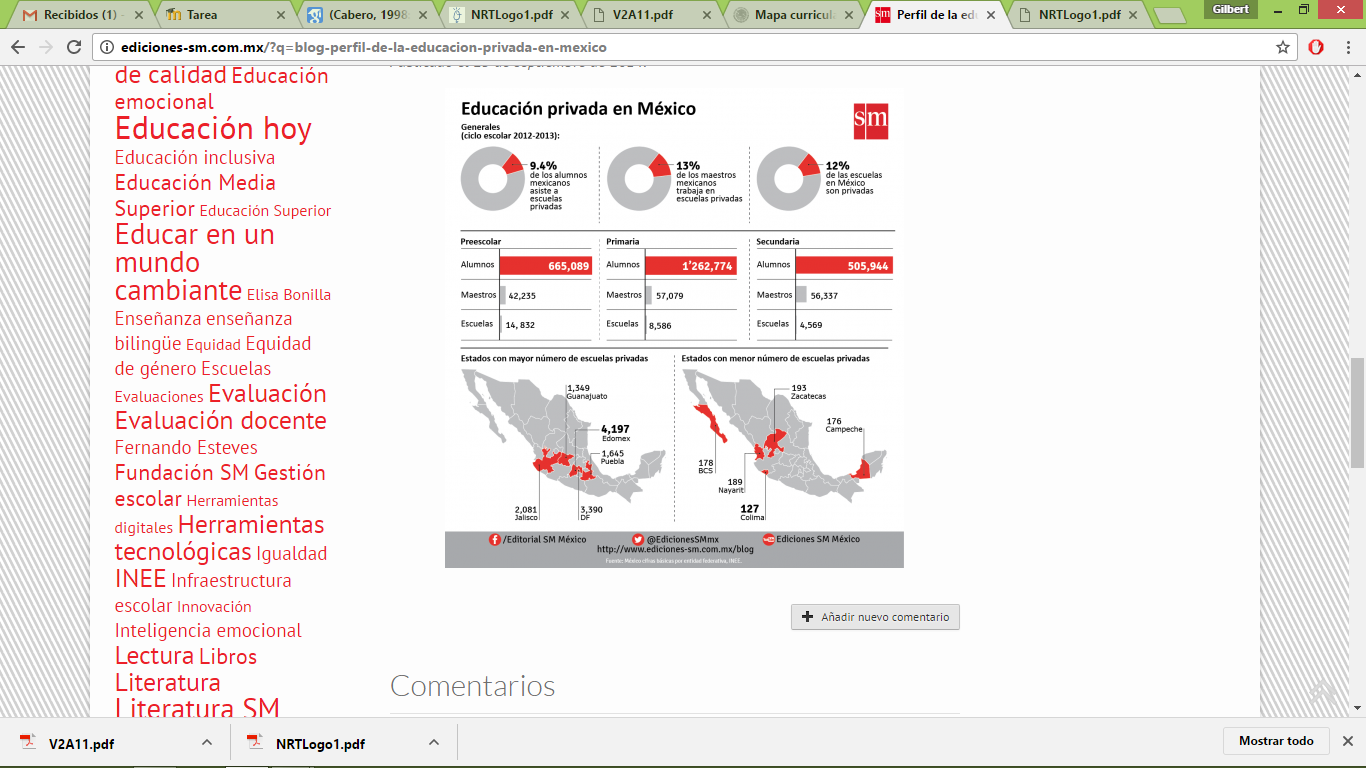 Recibidos (1) -
Tarea
(Cabero, 1998:
NRTLogo1.pdf
V2A11.pdf
Mapa curricula
Perfil de la edu
NRTLogo1.pdf
Gilbert
ediciones-sm.com.mx/?q=blog-perfil-de-la-educacion-privada-en-mexico
de calidad Educación
emocional
Educación hoy
Educación inclusiva
Educación Media
Superior Educación Superior
Educar en un
mundo
cambiante Elisa Bonilla
Enseñanza enseñanza
bilingüe Equidad Equidad
de género Escuelas
Evaluaciones Evaluación
Evaluación docente
Fernando Esteves
Fundación SM Gestión
escolar Herramientas
digitales Herramientas
tecnológicas Igualdad
INEE Infraestructura
escolar Innovación
Inteligencia emocional
Lectura Libros
Literatura
Literatura SM
Educación privada en México
sm
Generales
(ciclo escolar 2012-2013):
9.4%
de los alumnos
mexicanos
asiste a
escuelas
privadas
13%
de los maestros
mexicanos
trabaja en
escuelas privadas
12%
de las escuelas
en México
son privadas
Preescolar
Alumnos 665,089
Maestros 42,235
Escuelas 14, 832
Primaria
Alumnos 1'262,774
Maestros 57,079
Escuelas 8,586
Secundaria
Alumnos 505,944
Maestros 56,337
Escuelas 4,569
Estados con mayor número de escuelas privadas
1,349
Guanajuato
4,197
Edomex
1,645
Puebla
2,081
Jalisco
3,390
DF
Estados con menor número de escuelas privadas
193
Zacatecas
176
Campeche
178
BCS
189
Nayarit
127
Colima
/Editorial SM México
@EdicionesSMmx
Ediciones SM México
http://www.ediciones-sm.com.mx/blog
Fuente: México cifras básicas por entidad federativa, INEE.
Añadir nuevo comentario
Comentarios
V2A11.pdf
NRTLogo1.pdf
Mostrar todo